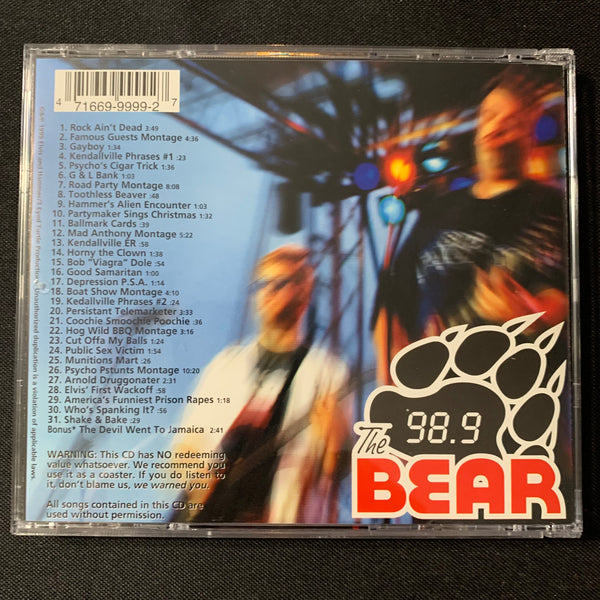 4 71669-9999-2 7
1. Rock Ain't Dead 3:49
2. Famous Guests Montage 4:36
3. Gayboy 1:34
4. Kendallville Phrases #1 :23
5. Psycho's Cigar Trick 1:36
6. G & L Bank 1:03
7. Road Party Montage 8:08
8. Toothless Beaver :48
9. Hammer's Alien Encounter 1:03
10. Partymaker Sings Christmas 1:32
11. Ballmark Cards :39
12. Mad Anthony Montage 5:22
13. Kendallville ER :58
14. Horny the Clown :38
15. Bob "Viagra" Dole :54
16. Good Samaritan 1:00
17. Depression P.S.A. 1:14
18. Boat Show Montage 4:10
19. Kedallville Phrases #2 :24
20. Persistant Telemarketer :33
21. Coochie Smoochie Poochie :36
22. Hog Wild BBQ Montage 3:16
23. Cut Offa My Balls 1:24
24. Public Sex Victim 1:54
25. Munitions Mart :26
26. Psycho Pstunts Montage 10:20
27. Arnold Druggonater 2:31
28. Elvis' First Wackoff :58
29. America's Funniest Prison Rapes 1:18
30. Who's Spanking It? :56
31. Shake & Bake :29
Bonus* The Devil Went To Jamaica 2:41
WARNING: This CD has NO redeeming
value whatsoever. We recommend you
use it as a coaster. If you do listen to
it, don't blame us, we warned you.
All songs contained in this CD are
used without permission.
98.9
The
BEAR